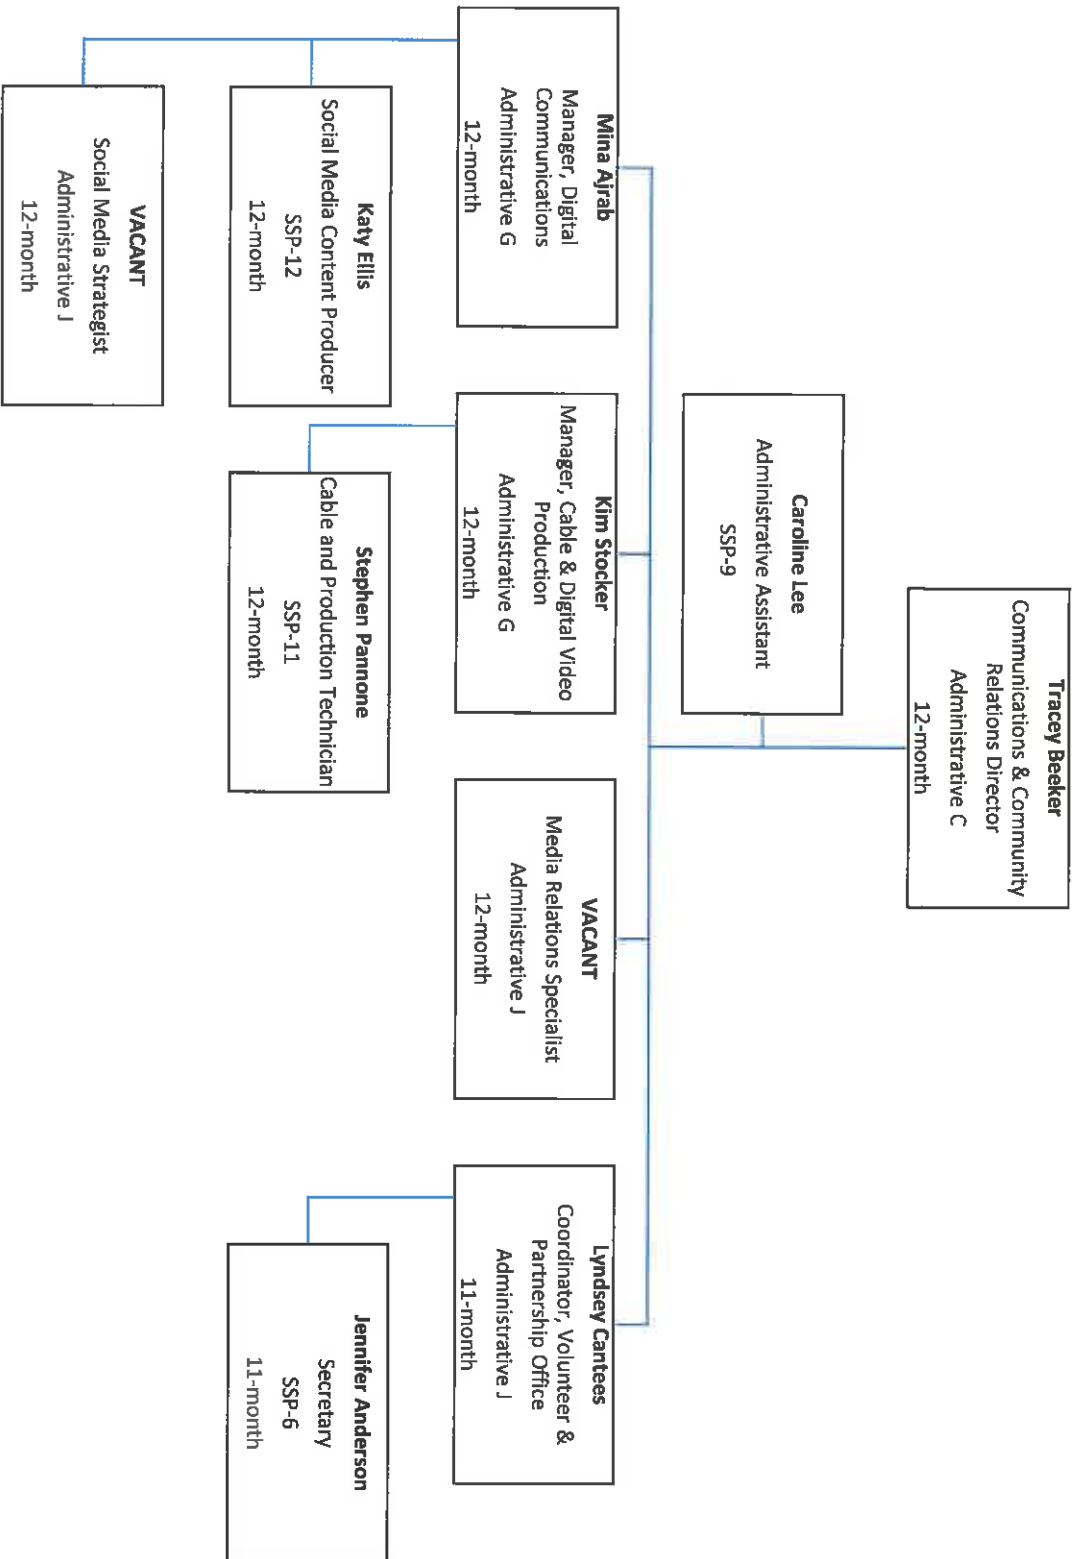 Tracey Beeker
Communications & Community
Relations Director
Administrative C
12-month
Caroline Lee
Administrative Assistant
SSP-9
Mina Ajrab
Manager, Digital
Communications
Administrative G
12-month
Kim Stocker
Manager, Cable & Digital Video
Production
Administrative G
12-month
VACANT
Media Relations Specialist
Administrative J
12-month
Lyndsey Cantees
Coordinator, Volunteer &
Partnership Office
Administrative J
11-month
Katy Ellis
Social Media Content Producer
SSP-12
12-month
Stephen Pannone
Cable and Production Technician
SSP-11
12-month
Jennifer Anderson
Secretary
SSP-6
11-month
VACANT
Social Media Strategist
Administrative J
12-month